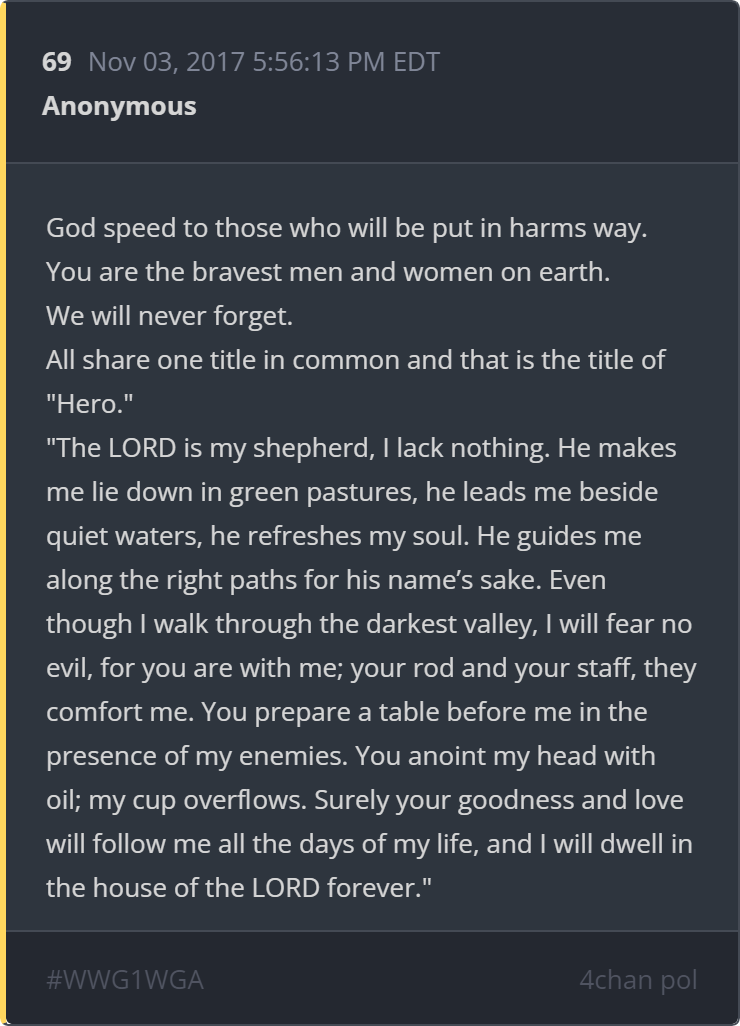 69 Nov 03, 2017 5:56:13 PM EDT
Anonymous
God speed to those who will be put in harms way.
You are the bravest men and women on earth.
We will never forget.
All share one title in common and that is the title of
"Hero."
"The LORD is my shepherd, I lack nothing. He makes
me lie down in green pastures, he leads me beside
quiet waters, he refreshes my soul. He guides me
along the right paths for his name’s sake. Even
though I walk through the darkest valley, I will fear no
evil, for you are with me; your rod and your staff, they
comfort me. You prepare a table before me in the
presence of my enemies. You anoint my head with
oil; my cup overflows. Surely your goodness and love
will follow me all the days of my life, and I will dwell in
the house of the LORD forever."
#WWG1WGA 4chan pol